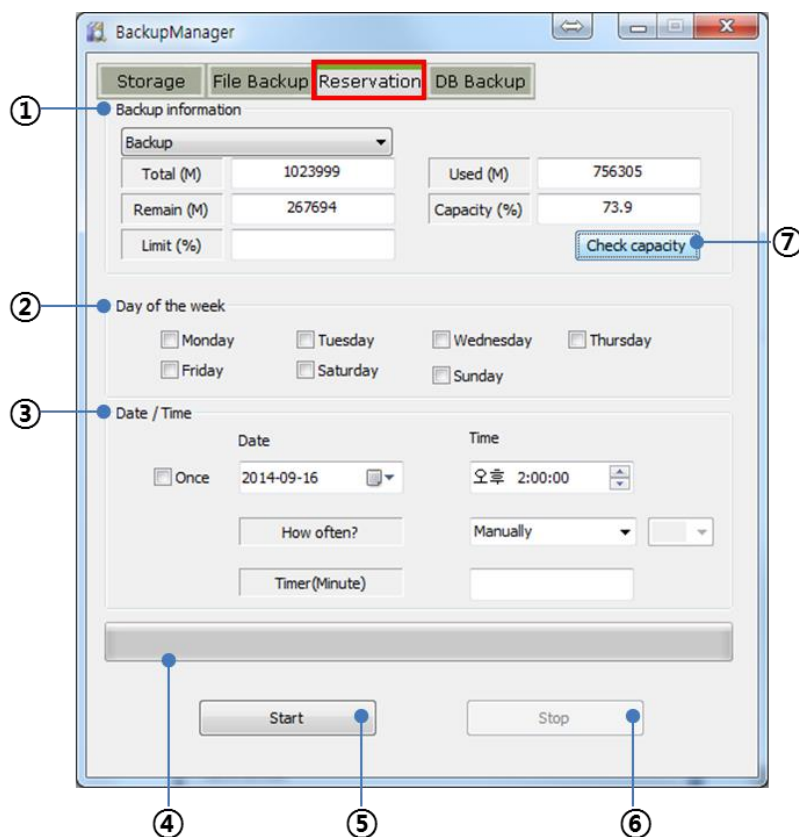 BackupManager
Storage File Backup Reservation DB Backup
① Backup information
Backup
Total (M) 1023999 Used (M) 756305
Remain (M) 267694 Capacity (%) 73.9
Limit (%) Check capacity ⑦
② Day of the week
Monday Tuesday Wednesday Thursday
Friday Saturday Sunday
③ Date / Time
Date Time
Once 2014-09-16 오후 2:00:00
How often? Manually
Timer(Minute)
Start Stop
④ ⑤ ⑥